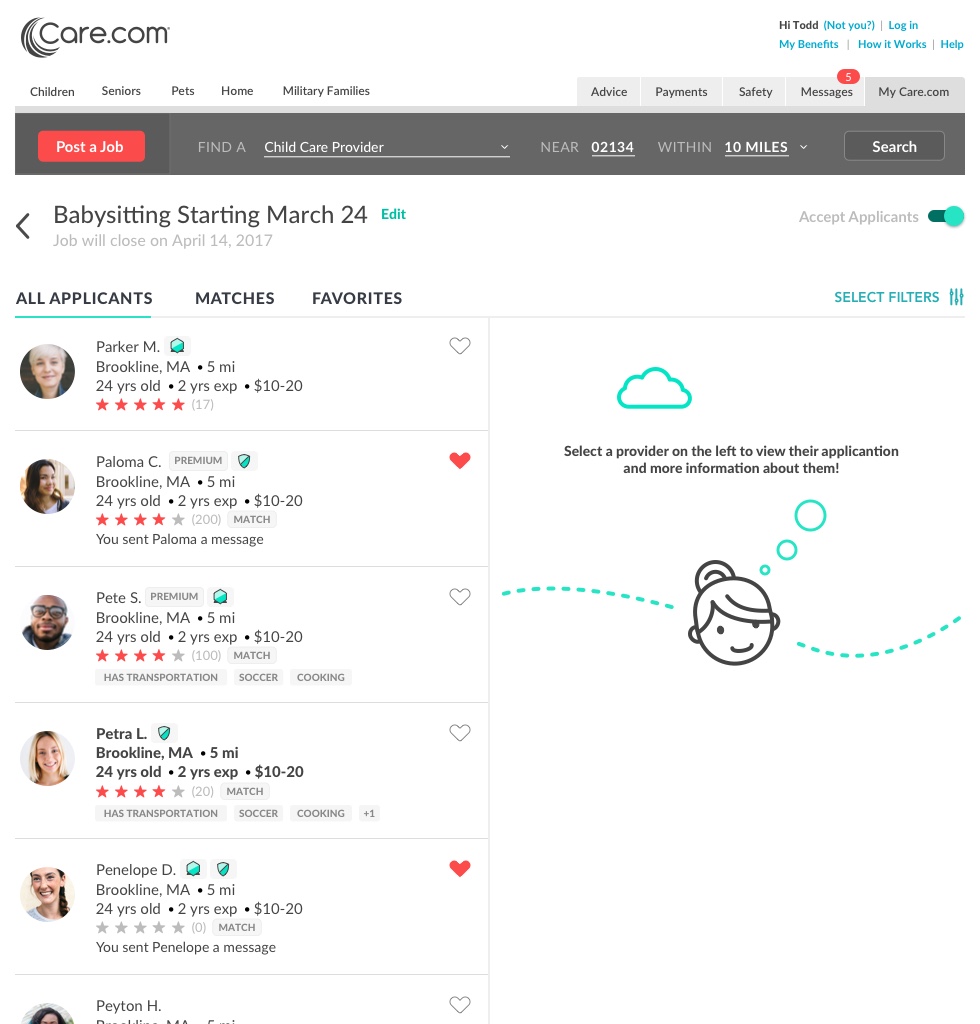 Care.com
Hi Todd (Not you?) | Log in
My Benefits | How it Works | Help
5
Children Seniors Pets Home Military Families Advice Payments Safety Messages My Care.com
Post a Job FIND A Child Care Provider NEAR 02134 WITHIN 10 MILES Search
Babysitting Starting March 24 Edit
Accept Applicants
Job will close on April 14, 2017
ALL APPLICANTS MATCHES FAVORITES SELECT FILTERS
Parker M.
Brookline, MA • 5 mi
24 yrs old • 2 yrs exp • $10-20
(17)
Paloma C. PREMIUM
Brookline, MA • 5 mi
24 yrs old • 2 yrs exp • $10-20
(200) MATCH
You sent Paloma a message
Pete S. PREMIUM
Brookline, MA • 5 mi
24 yrs old • 2 yrs exp • $10-20
(100) MATCH
HAS TRANSPORTATION SOCCER COOKING
Petra L.
Brookline, MA • 5 mi
24 yrs old • 2 yrs exp • $10-20
(20) MATCH
HAS TRANSPORTATION SOCCER COOKING +1
Penelope D.
Brookline, MA • 5 mi
24 yrs old • 2 yrs exp • $10-20
(0) MATCH
You sent Penelope a message
Peyton H.
Brookline, MA • 5 mi
Select a provider on the left to view their applicantion
and more information about them!